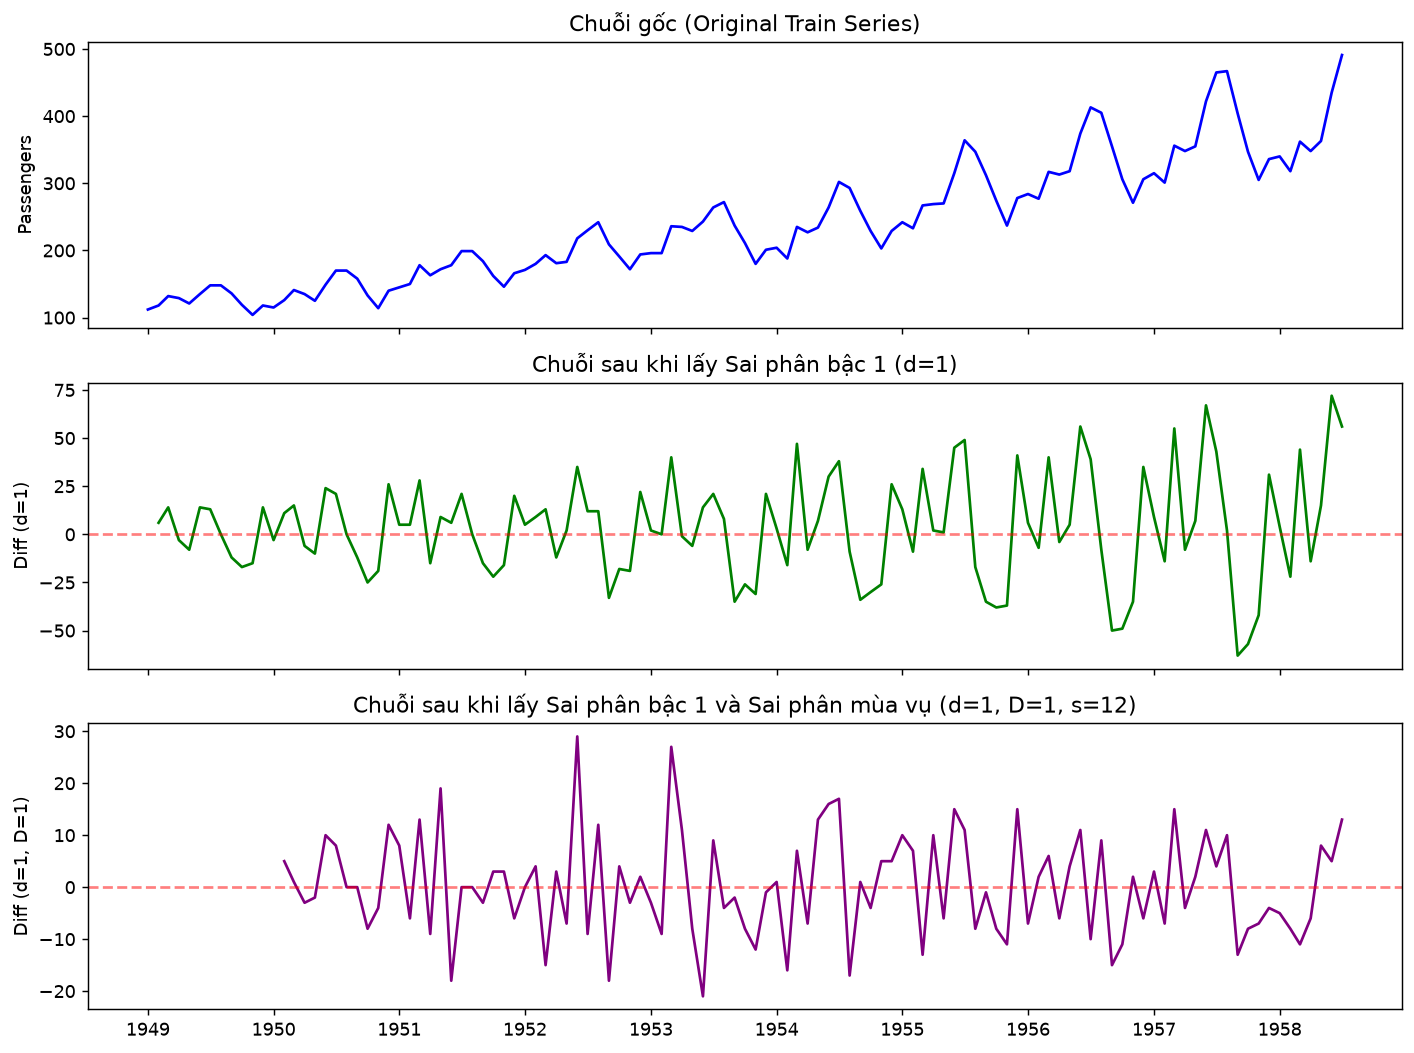 Chuỗi gốc (Original Train Series)
Passengers
500
400
300
200
100
Chuỗi sau khi lấy Sai phân bậc 1 (d=1)
Diff (d=1)
75
50
25
0
−25
−50
Chuỗi sau khi lấy Sai phân bậc 1 và Sai phân mùa vụ (d=1, D=1, s=12)
Diff (d=1, D=1)
30
20
10
0
−10
−20
1949 1950 1951 1952 1953 1954 1955 1956 1957 1958